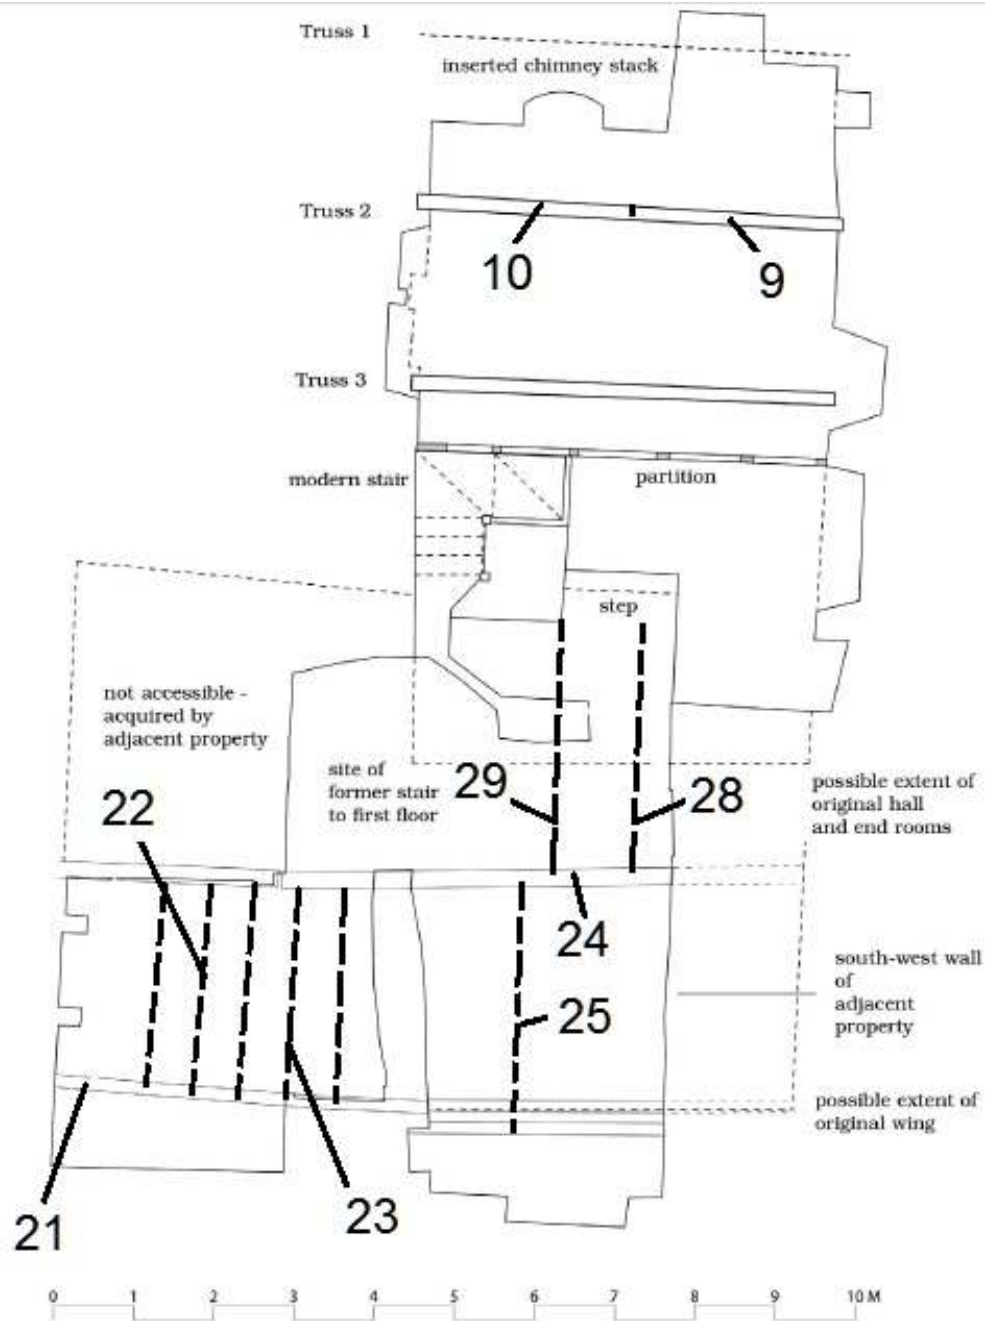 Truss 1
inserted chimney stack
Truss 2
10
9
Truss 3
modern stair
partition
step
not accessible -
acquired by
adjacent property
site of
former stair
to first floor
29
28
possible extent of
original hall
and end rooms
22
24
south-west wall
of
adjacent
property
25
possible extent of
original wing
21
23
0 1 2 3 4 5 6 7 8 9 10 M